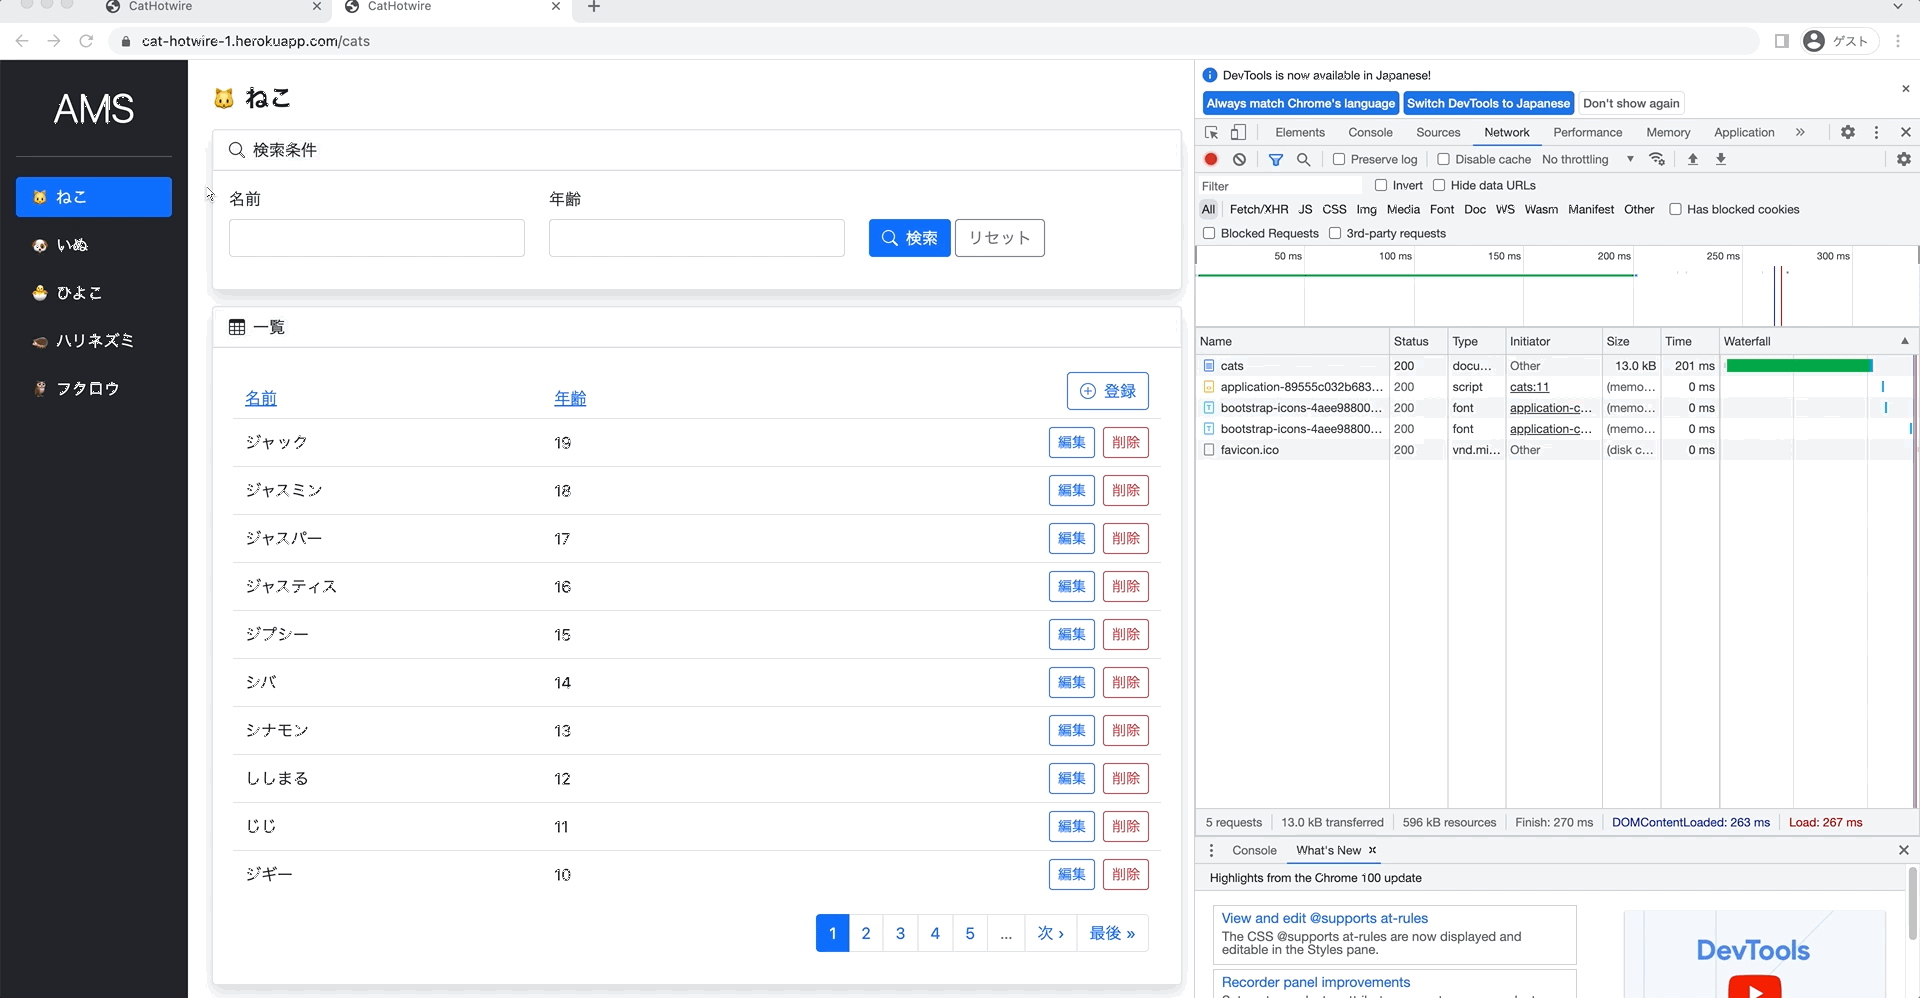 CatHotwire
CatHotwire
cat-hotwire-1.herokuapp.com/cats
ゲスト
AMS
ねこ
いぬ
ひよこ
ハリネズミ
フクロウ
ねこ
検索条件
名前 年齢
検索 リセット
一覧
名前 年齢 登録
ジャック 19 編集 削除
ジャスミン 18 編集 削除
ジャスパー 17 編集 削除
ジャスティス 16 編集 削除
ジプシー 15 編集 削除
シバ 14 編集 削除
シナモン 13 編集 削除
ししまる 12 編集 削除
じじ 11 編集 削除
ジギー 10 編集 削除
1 2 3 4 5 … 次 › 最後 »
DevTools is now available in Japanese!
Always match Chrome's language Switch DevTools to Japanese Don't show again
Elements Console Sources Network Performance Memory Application »
Preserve log Disable cache No throttling
Filter Invert Hide data URLs
All Fetch/XHR JS CSS Img Media Font Doc WS Wasm Manifest Other Has blocked cookies
Blocked Requests 3rd-party requests
50 ms 100 ms 150 ms 200 ms 250 ms 300 ms
Name Status Type Initiator Size Time Waterfall
cats 200 docu... Other 13.0 kB 201 ms
application-89555c032b683... 200 script cats:11 (memo... 0 ms
bootstrap-icons-4aee98800... 200 font application-c... (memo... 0 ms
bootstrap-icons-4aee98800... 200 font application-c... (memo... 0 ms
favicon.ico 200 vnd.mi... Other (disk c... 0 ms
5 requests 13.0 kB transferred 596 kB resources Finish: 270 ms DOMContentLoaded: 263 ms Load: 267 ms
Console What's New
Highlights from the Chrome 100 update
View and edit @supports at-rules
The CSS @supports at-rules are now displayed and
editable in the Styles pane.
Recorder panel improvements
DevTools